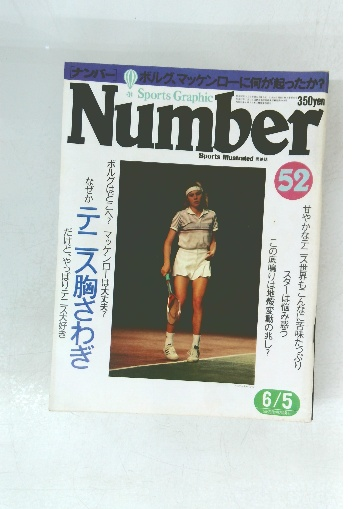 ナンバー
ボルグ、マッケンローに何が起ったか?
Sports Graphic
350yen
Number
Sports Illustrated
52
ボルグはどこへ? マッケンローは大丈夫?
なぜか
テニス胸さわぎ
だけど、やっぱりテニス大好き
華やかなテニス世界もこんなに苦味たっぷり
スターは悩み惑う
この底鳴りは地殻変動の兆し?
6/5